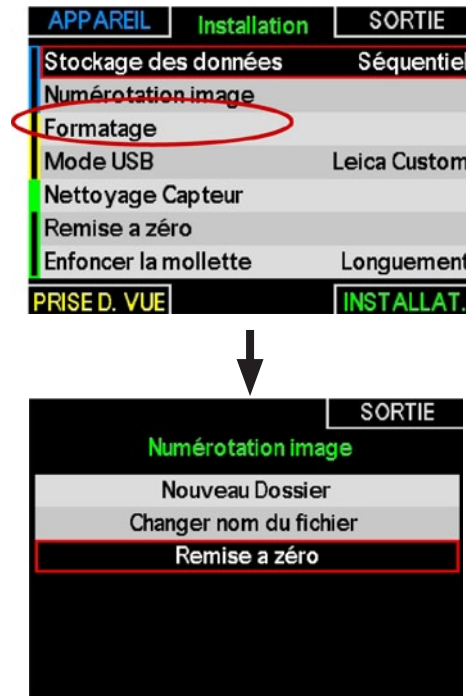 APPAREIL Installation SORTIE
Stockage des données Séquentiel
Numérotation image
Formatage
Mode USB Leica Custom
Nettoyage Capteur
Remise a zéro
Enfoncer la mollette Longuement
PRISE D. VUE INSTALLAT.
SORTIE
Numérotation image
Nouveau Dossier
Changer nom du fichier
Remise a zéro